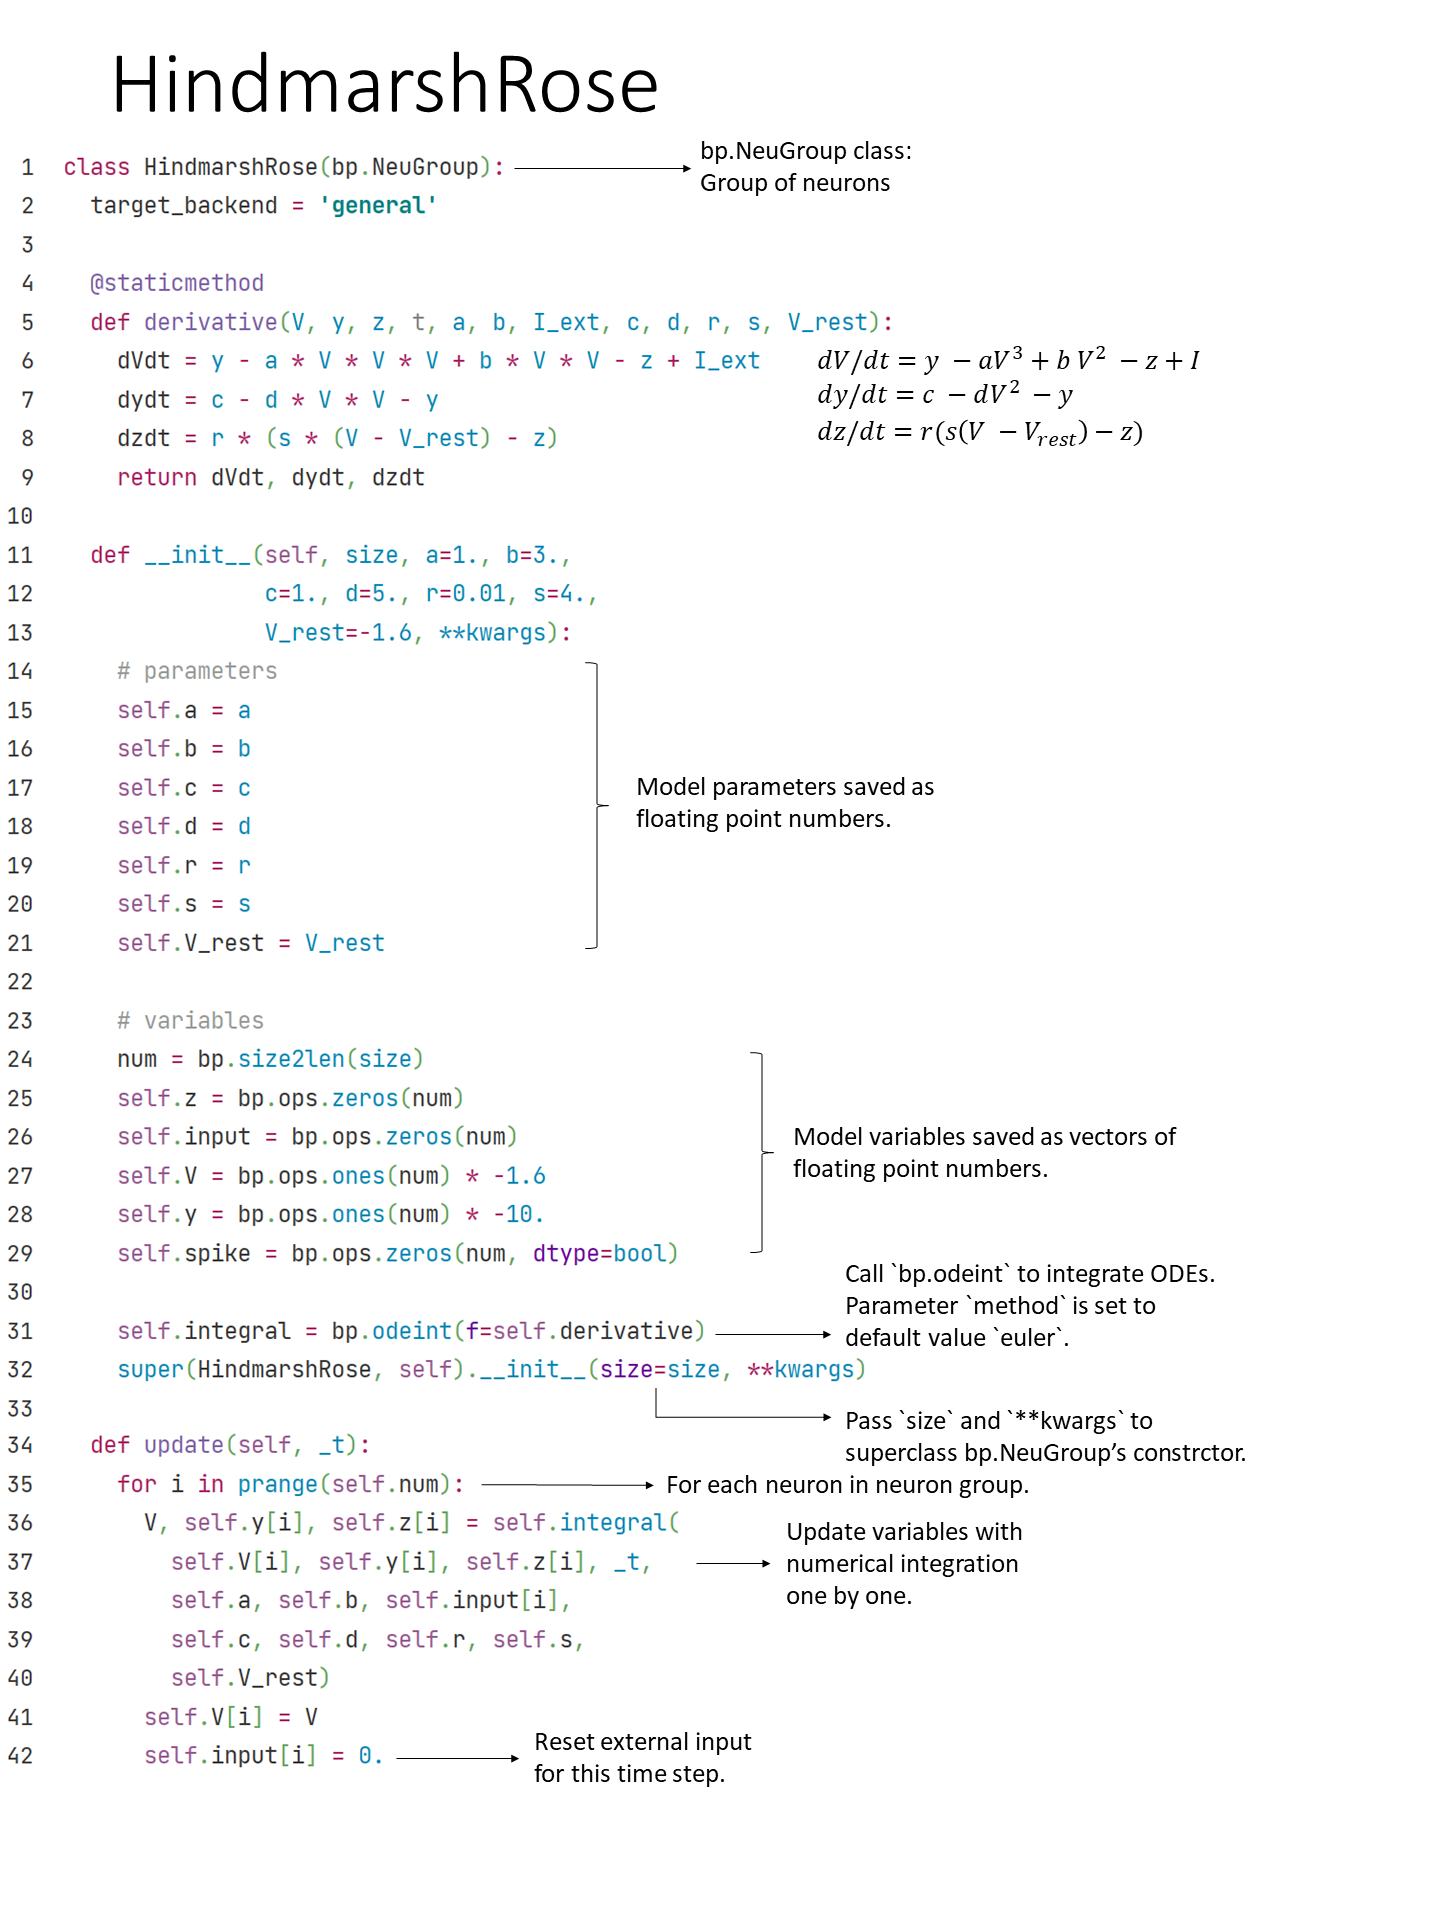 HindmarshRose
1 class HindmarshRose(bp.NeuGroup):
bp.NeuGroup class:
Group of neurons
2 target_backend = 'general'
3
4 @staticmethod
5 def derivative(V, y, z, t, a, b, I_ext, c, d, r, s, V_rest):
6 dVdt = y - a * V * V * V + b * V * V - z + I_ext
dV/dt = y − aV³ + b V² − z + I
7 dydt = c - d * V * V - y
dy/dt = c − dV² − y
8 dzdt = r * (s * (V - V_rest) - z)
dz/dt = r(s(V − V_rest) − z)
9 return dVdt, dydt, dzdt
10
11 def __init__(self, size, a=1., b=3.,
12 c=1., d=5., r=0.01, s=4.,
13 V_rest=-1.6, **kwargs):
14 # parameters
15 self.a = a
16 self.b = b
17 self.c = c
18 self.d = d
19 self.r = r
20 self.s = s
21 self.V_rest = V_rest
Model parameters saved as
floating point numbers.
22
23 # variables
24 num = bp.size2len(size)
25 self.z = bp.ops.zeros(num)
26 self.input = bp.ops.zeros(num)
27 self.V = bp.ops.ones(num) * -1.6
28 self.y = bp.ops.ones(num) * -10.
29 self.spike = bp.ops.zeros(num, dtype=bool)
Model variables saved as vectors of
floating point numbers.
30
31 self.integral = bp.odeint(f=self.derivative)
Call `bp.odeint` to integrate ODEs.
Parameter `method` is set to
default value `euler`.
32 super(HindmarshRose, self).__init__(size=size, **kwargs)
33
Pass `size` and `**kwargs` to
superclass bp.NeuGroup’s constrctor.
34 def update(self, _t):
35 for i in prange(self.num):
For each neuron in neuron group.
36 V, self.y[i], self.z[i] = self.integral(
37 self.V[i], self.y[i], self.z[i], _t,
38 self.a, self.b, self.input[i],
39 self.c, self.d, self.r, self.s,
40 self.V_rest)
Update variables with
numerical integration
one by one.
41 self.V[i] = V
42 self.input[i] = 0.
Reset external input
for this time step.